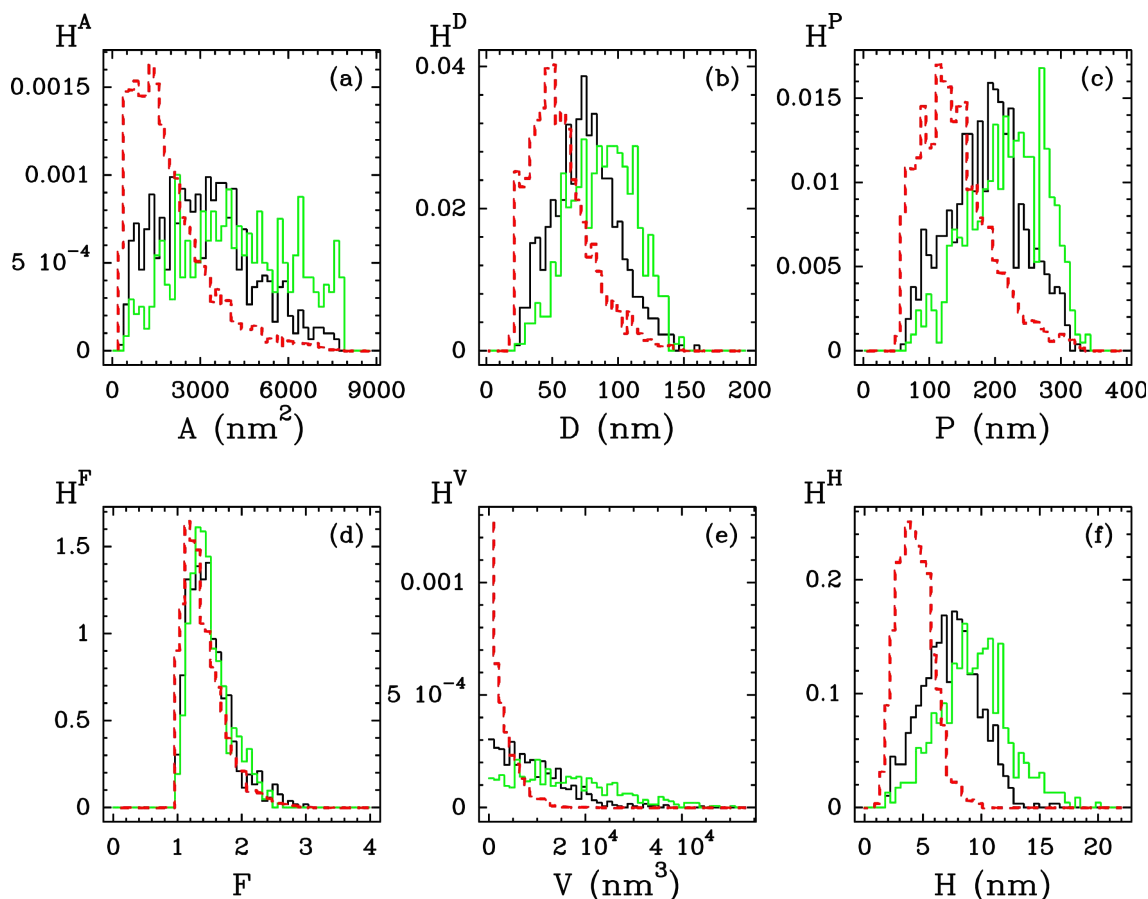 H^A H^D H^P
(a) (b) (c)
0.0015
0.001
5 10^-4
0
0.04
0.02
0
0.015
0.01
0.005
0
0 3000 6000 9000
0 50 100 150 200
0 100 200 300 400
A (nm^2) D (nm) P (nm)
H^F H^V H^H
(d) (e) (f)
1.5
1
0.5
0
0.001
5 10^-4
0
0.2
0.1
0
0 1 2 3 4
0 2 10^4 4 10^4
0 5 10 15 20
F V (nm^3) H (nm)